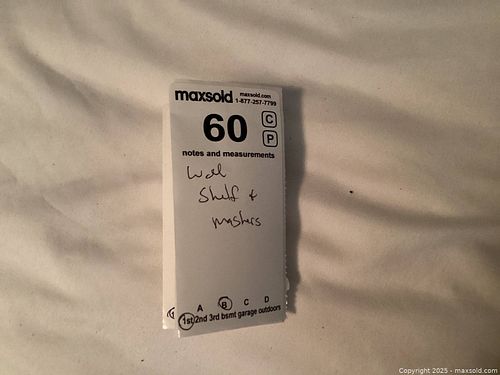 maxsold maxsold.com
1-877-257-7799
60 C
P
notes and measurements
Wall
Shelf &
mashers
A B C D
1st 2nd 3rd bsmt garage outdoors
Copyright 2025 - maxsold.com